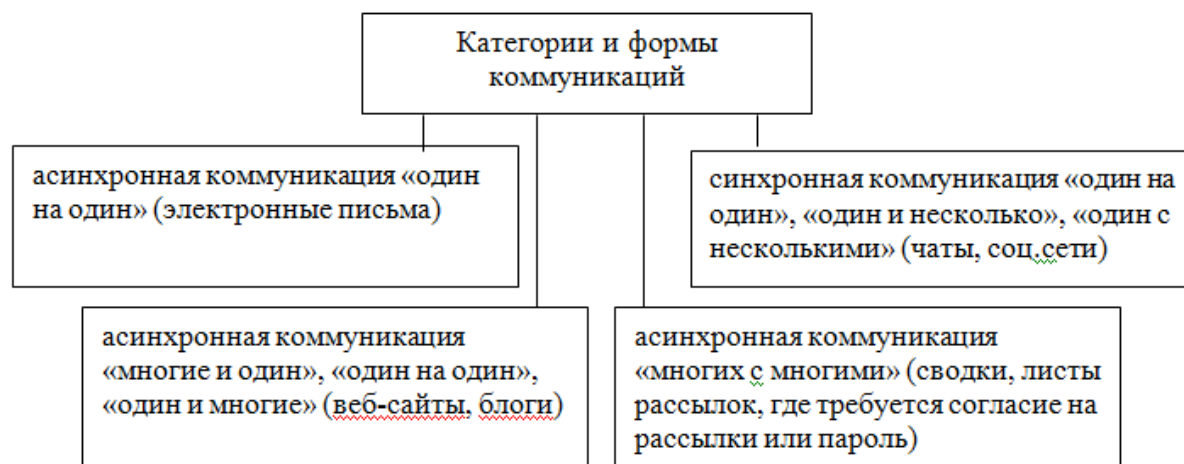 Категории и формы
коммуникаций
асинхронная коммуникация «один
на один» (электронные письма)
синхронная коммуникация «один на
один», «один и несколько», «один с
несколькими» (чаты, соц.сети)
асинхронная коммуникация
«многие и один», «один на один»,
«один и многие» (веб-сайты, блоги)
асинхронная коммуникация
«многих с многими» (сводки, листы
рассылок, где требуется согласие на
рассылки или пароль)